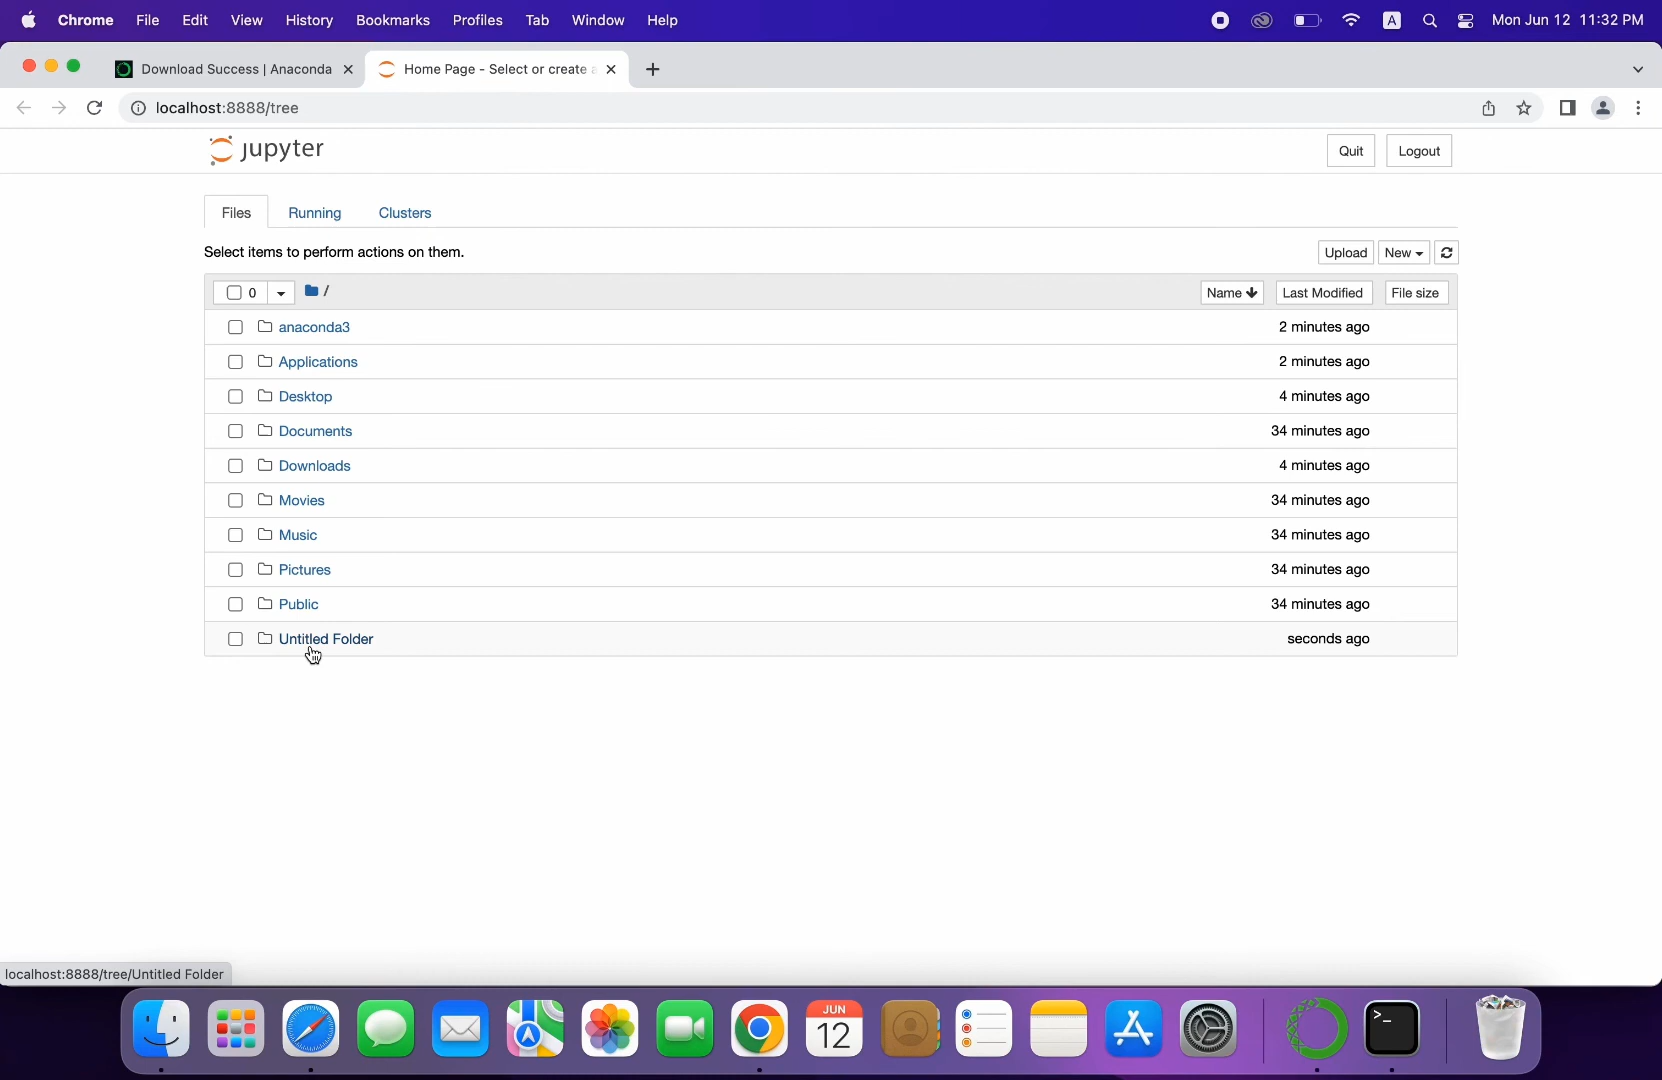 Chrome File Edit View History Bookmarks Profiles Tab Window Help A Mon Jun 12 11:32 PM
Download Success | Anaconda Home Page - Select or create a
localhost:8888/tree
jupyter Quit Logout
Files Running Clusters
Select items to perform actions on them. Upload New
0 / Name Last Modified File size
anaconda3 2 minutes ago
Applications 2 minutes ago
Desktop 4 minutes ago
Documents 34 minutes ago
Downloads 4 minutes ago
Movies 34 minutes ago
Music 34 minutes ago
Pictures 34 minutes ago
Public 34 minutes ago
Untitled Folder seconds ago
localhost:8888/tree/Untitled Folder
JUN
12
>_